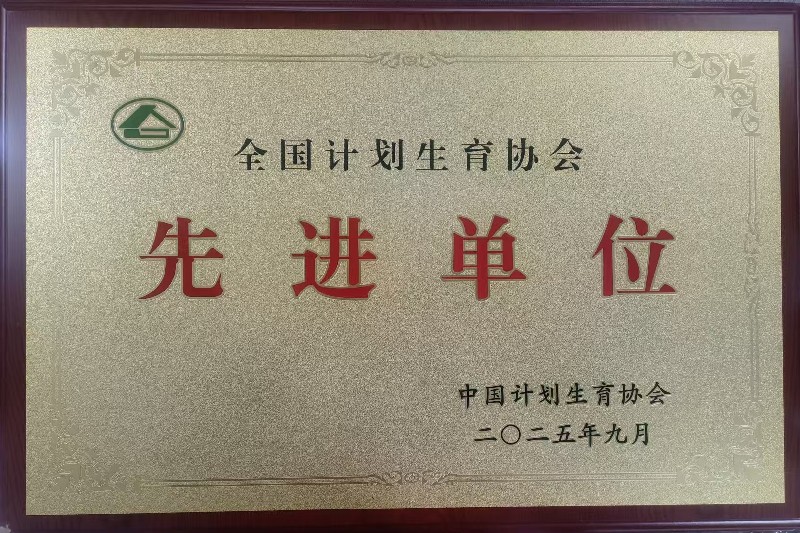 全国计划生育协会
先进单位
中国计划生育协会
二〇二五年九月